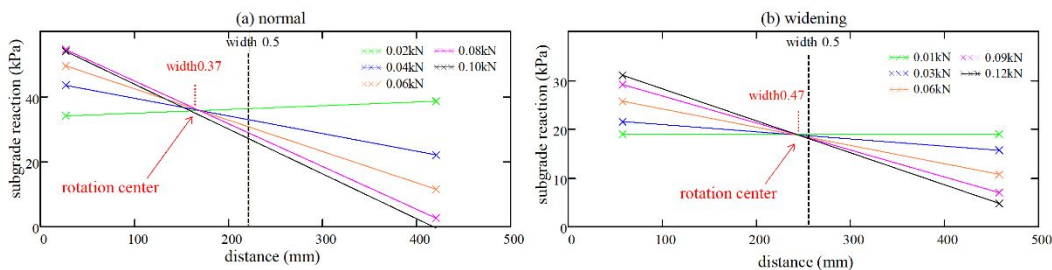 (a) normal
width 0.5
0.02kN
0.08kN
0.04kN
0.10kN
0.06kN
width0.37
rotation center
subgrade reaction (kPa)
40
20
0
0
100
200
300
400
500
distance (mm)
(b) widening
width 0.5
0.01kN
0.09kN
0.03kN
0.12kN
0.06kN
width0.47
rotation center
subgrade reaction (kPa)
30
20
10
0
0
100
200
300
400
500
distance (mm)